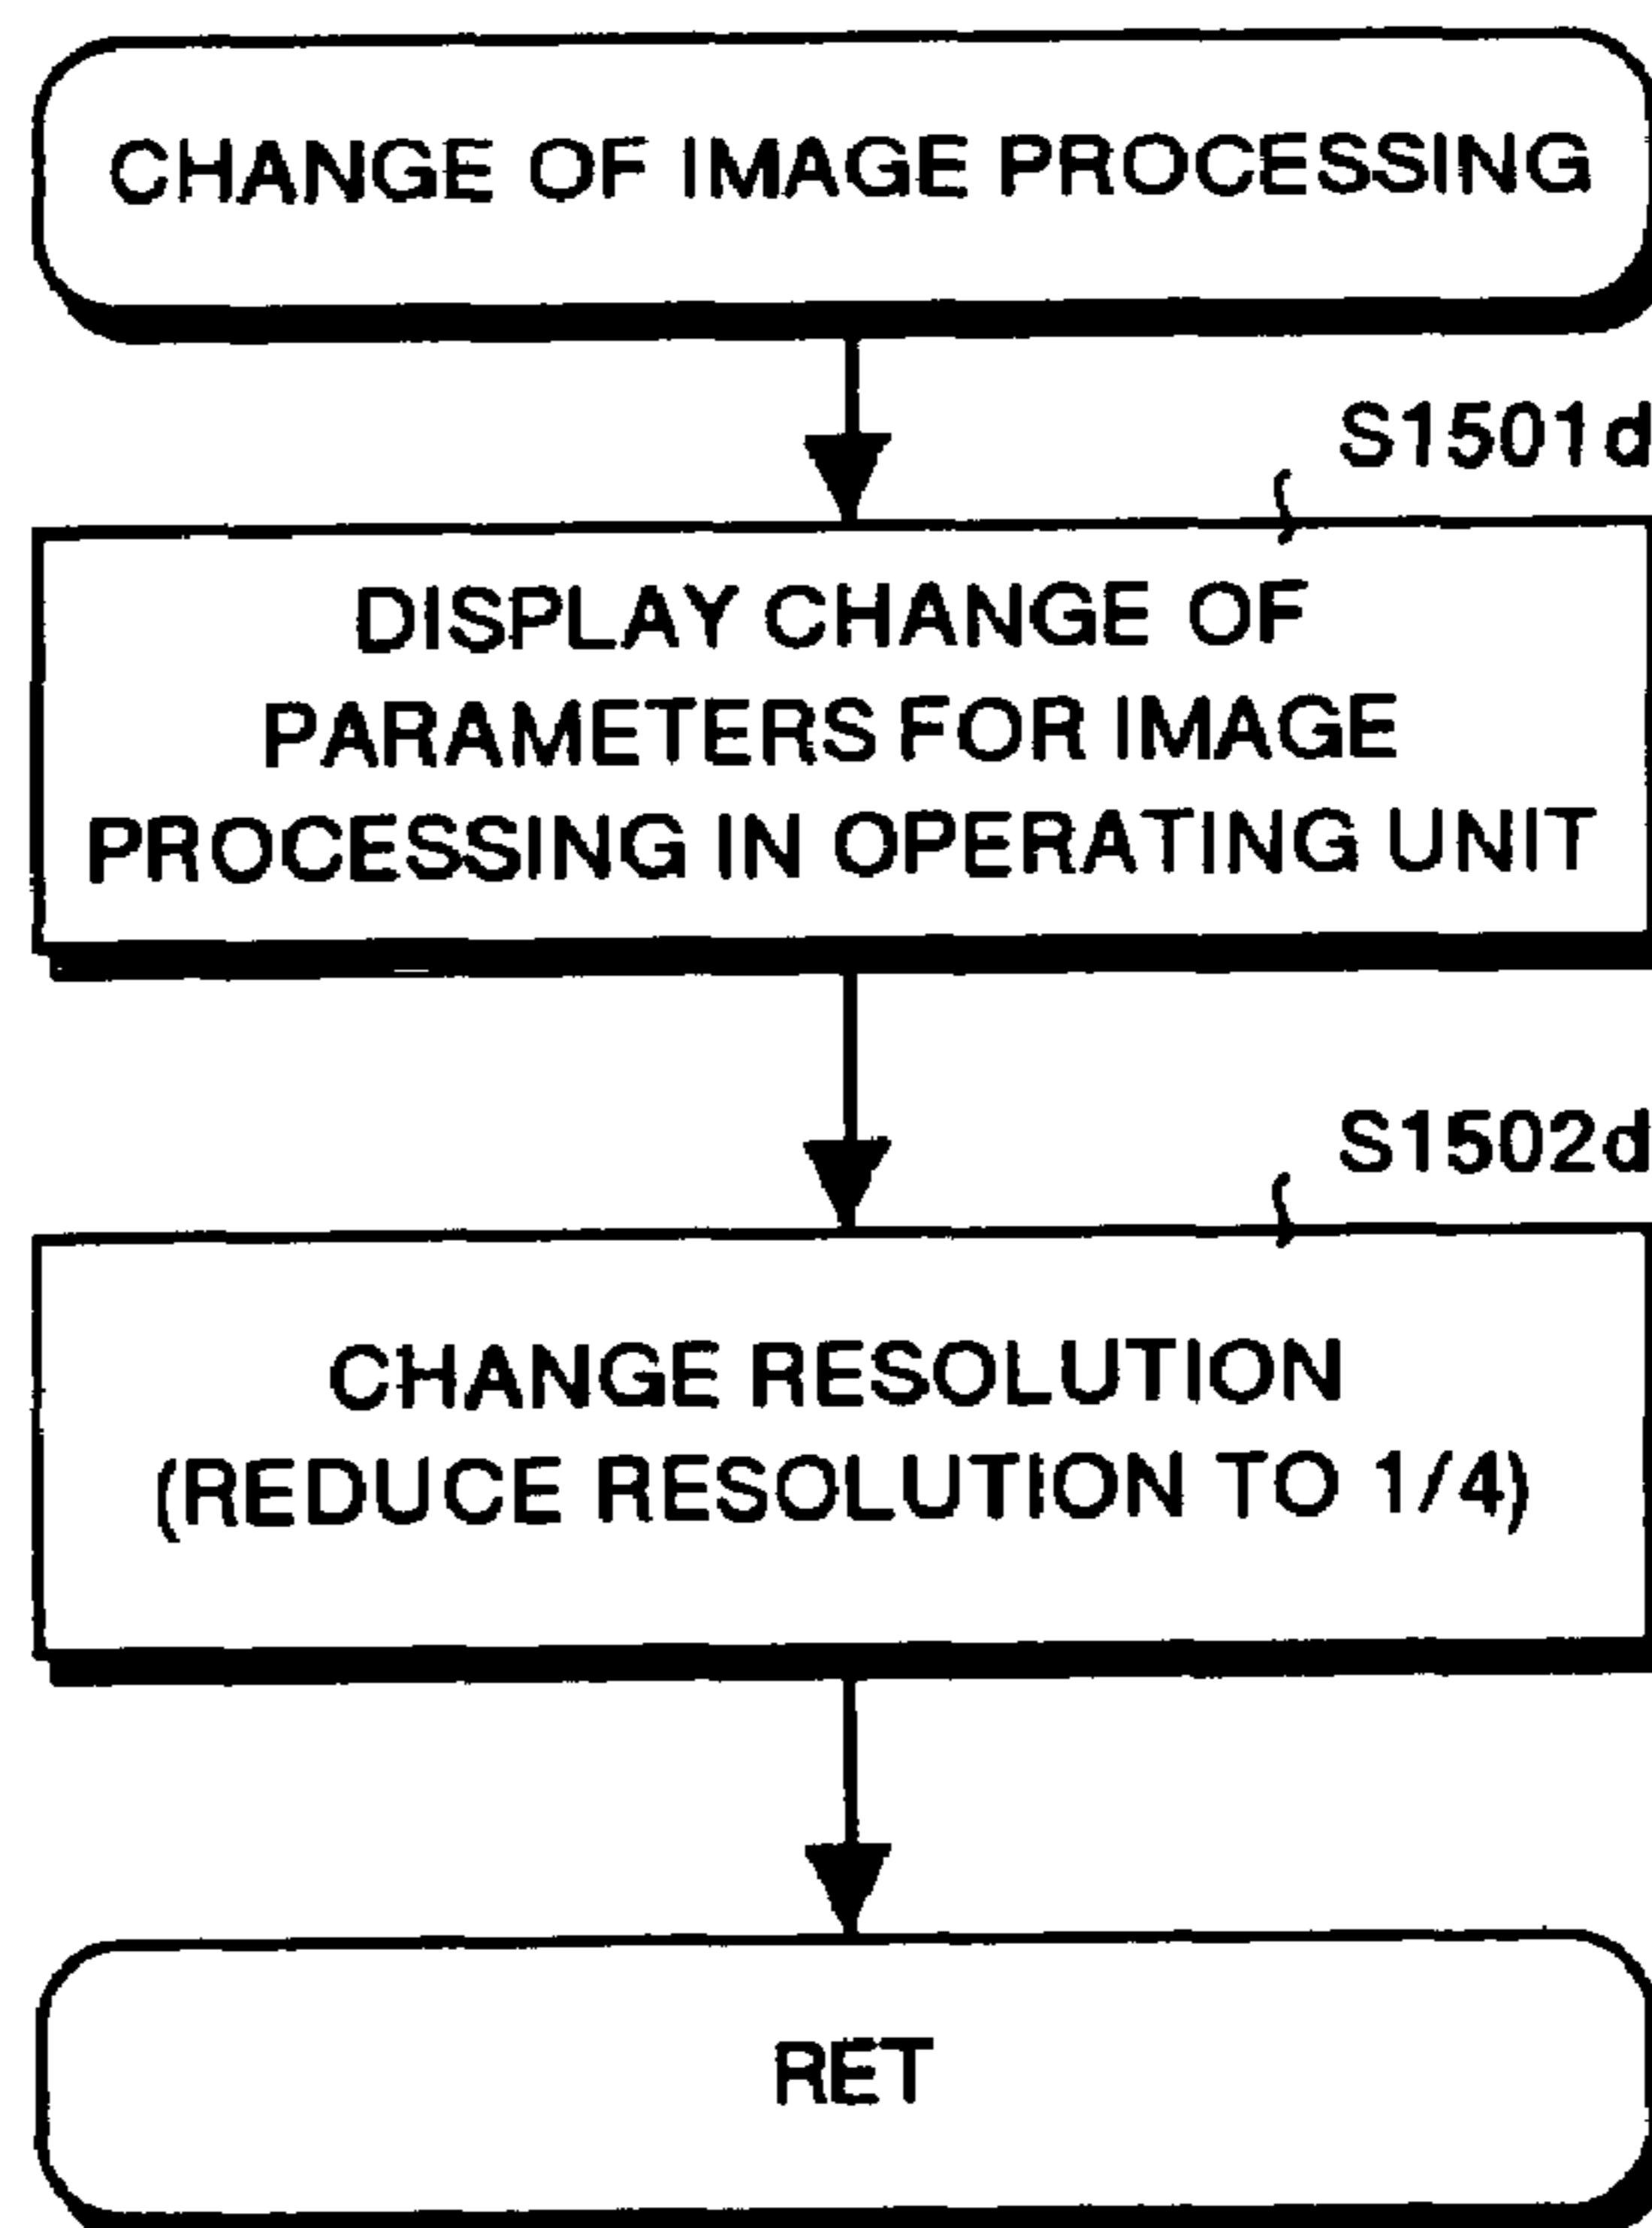 CHANGE OF IMAGE PROCESSING
S1501d
DISPLAY CHANGE OF
PARAMETERS FOR IMAGE
PROCESSING IN OPERATING UNIT
S1502d
CHANGE RESOLUTION
(REDUCE RESOLUTION TO 1/4)
RET